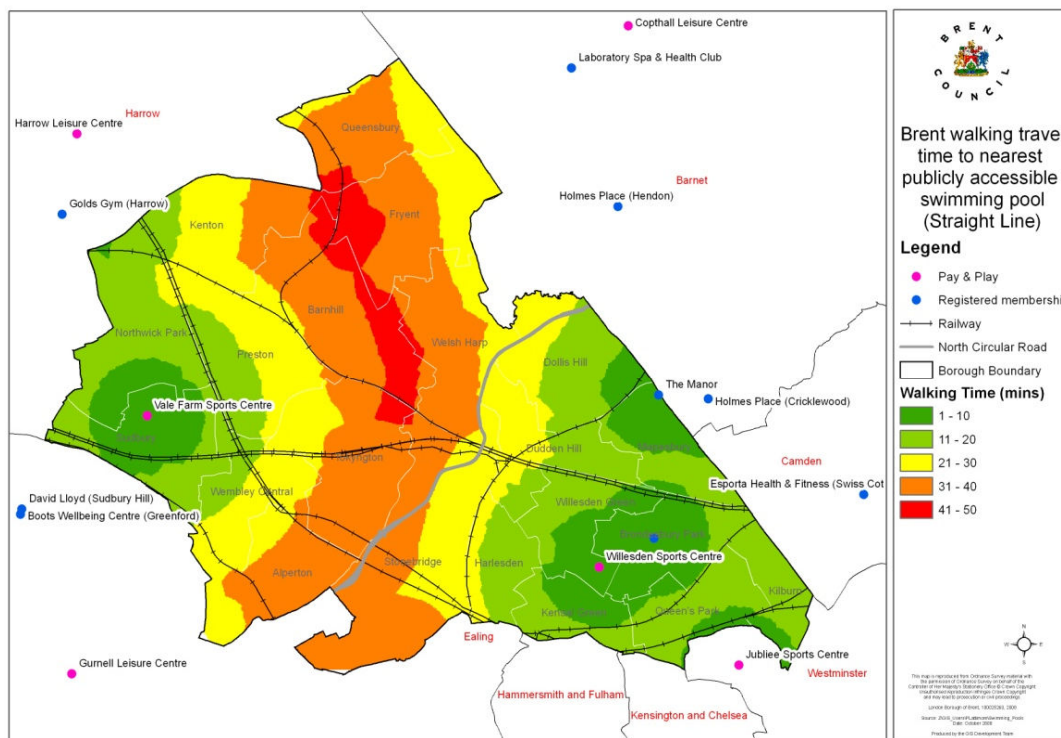 Copthall Leisure Centre
Laboratory Spa & Health Club
Harrow
Harrow Leisure Centre
Queensbury
Barnet
Holmes Place (Hendon)
Golds Gym (Harrow)
Kenton
Fryent
Barnhill
Northwick Park
Preston
Welsh Harp
Dollis Hill
The Manor
Holmes Place (Cricklewood)
Vale Farm Sports Centre
Dudden Hill
Camden
Wembley Central
Esporta Health & Fitness (Swiss Cot
Willesden Green
David Lloyd (Sudbury Hill)
Boots Wellbeing Centre (Greenford)
Willesden Sports Centre
Alperton
Stonebridge
Harlesden
Kensal Green
Queen's Park
Kilburn
Ealing
Gurnell Leisure Centre
Jubliee Sports Centre
Westminster
Hammersmith and Fulham
Kensington and Chelsea
BRENT
COUNCIL
Brent walking trave
time to nearest
publicly accessible
swimming pool
(Straight Line)
Legend
Pay & Play
Registered membershi
Railway
North Circular Road
Borough Boundary
Walking Time (mins)
1 - 10
11 - 20
21 - 30
31 - 40
41 - 50
N
W
E
S